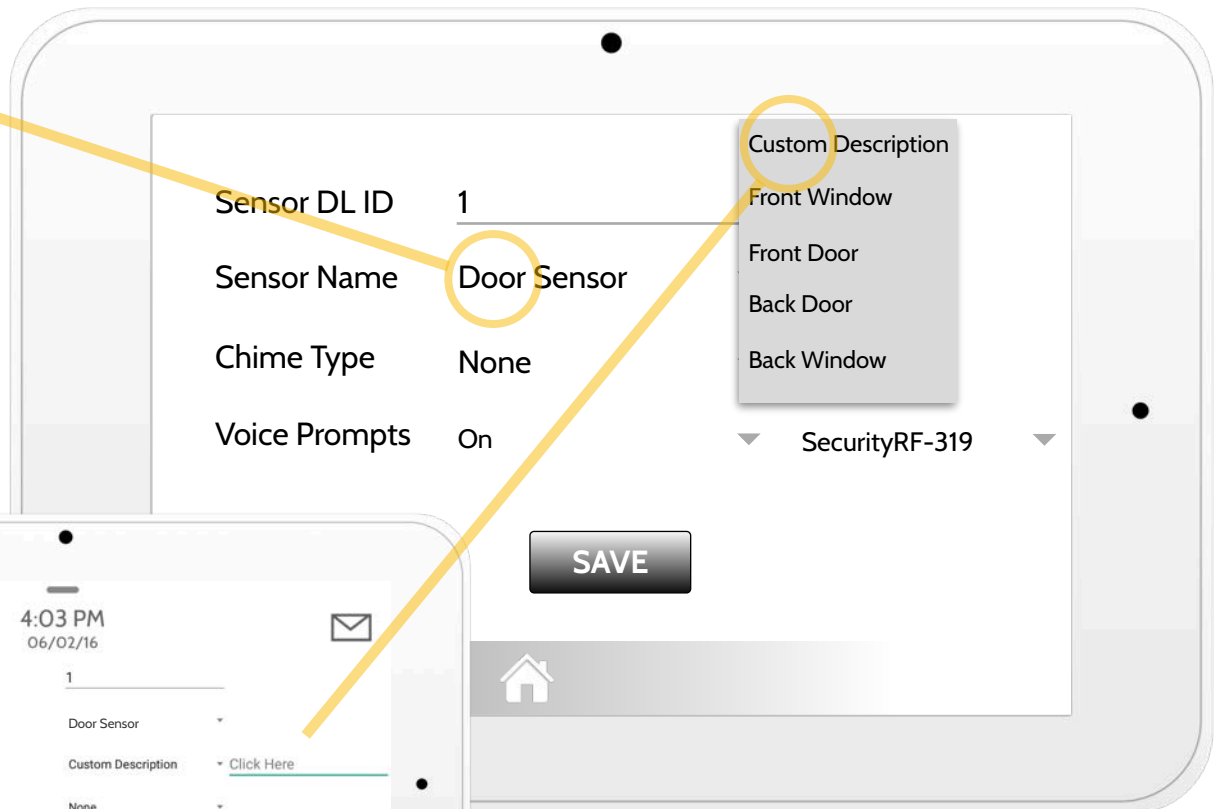 Custom Description
Sensor DL ID 1 Front Window
Front Door
Sensor Name Door Sensor
Back Door
Chime Type None Back Window
Voice Prompts On SecurityRF-319
SAVE
4:03 PM
06/02/16
1
Door Sensor
Custom Description Click Here
None